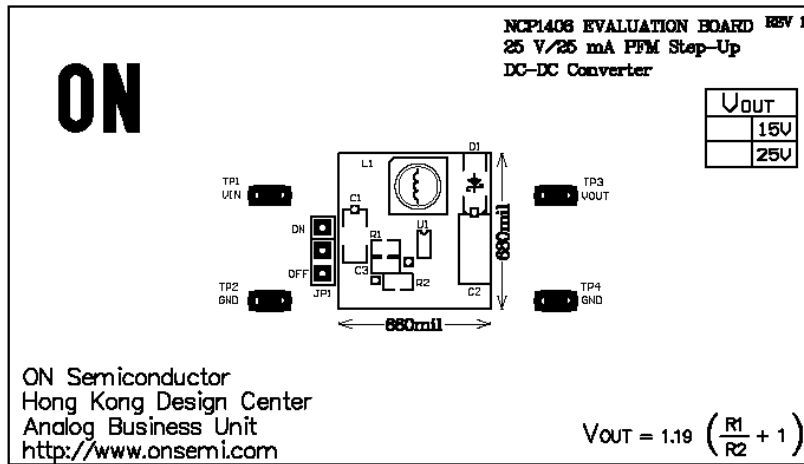 NCP1406 EVALUATION BOARD REV 1
25 V/25 mA PFM Step-Up
DC-DC Converter
ON
VOUT
15V
25V
D1
L1
TP1
VIN
TP3
VOUT
C1
ON
U1
R1
680mil
OFF
C3
R2
TP2
GND
JP1
C2
TP4
GND
660mil
ON Semiconductor
Hong Kong Design Center
Analog Business Unit
http://www.onsemi.com
VOUT = 1.19 (R1/R2 + 1)